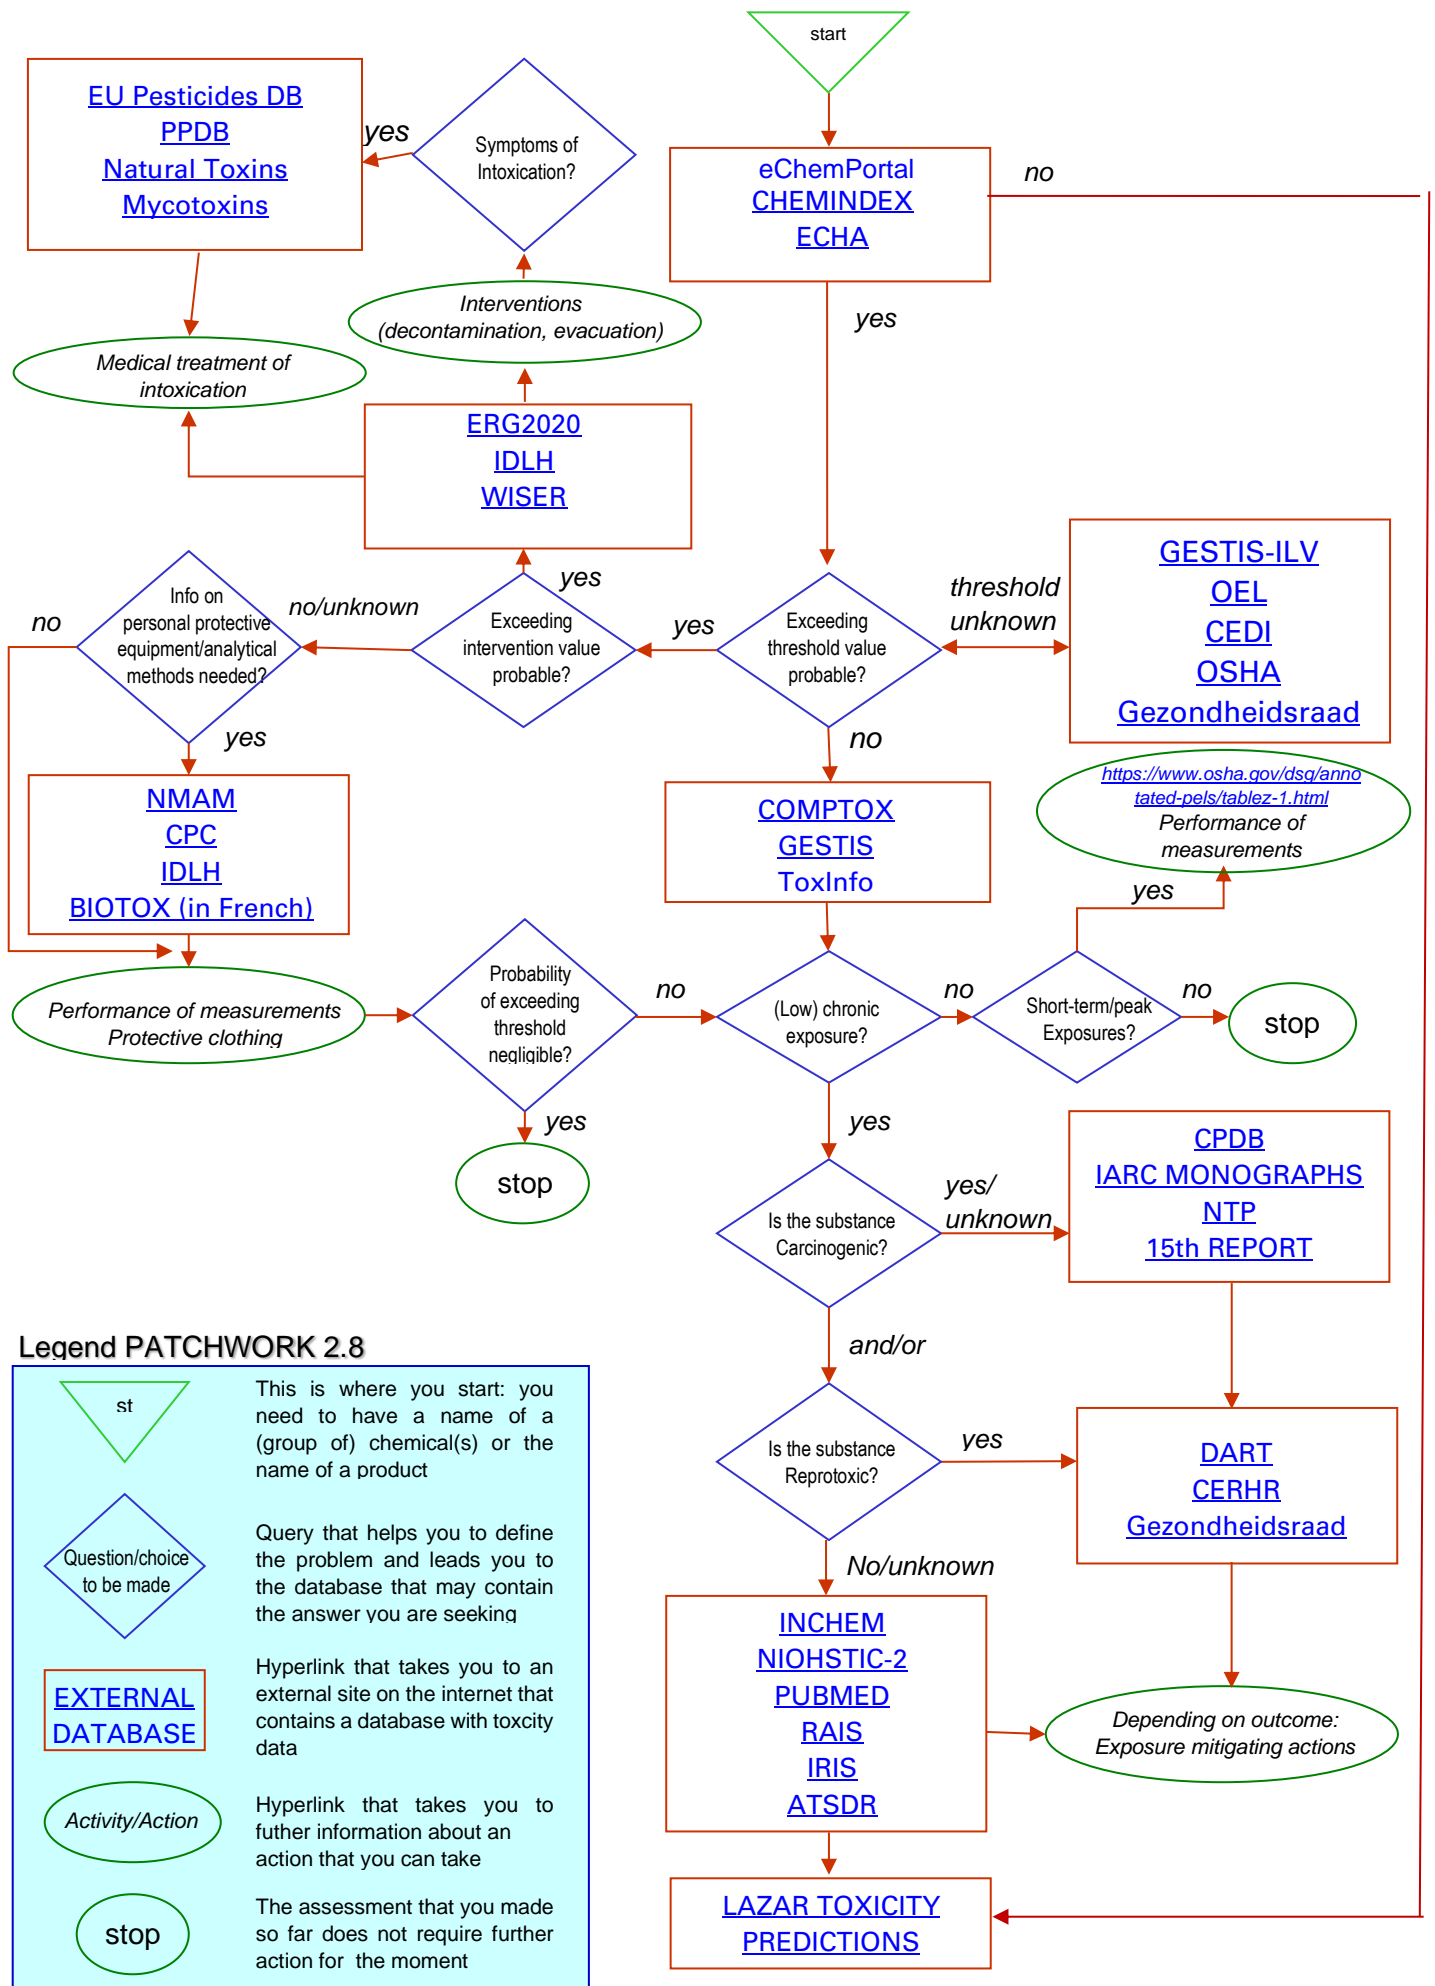 start
EU Pesticides DB
PPDB
Natural Toxins
Mycotoxins
yes
Symptoms of
Intoxication?
eChemPortal
CHEMINDEX
ECHA
no
Interventions
(decontamination, evacuation)
yes
Medical treatment of
intoxication
ERG2020
IDLH
WISER
Info on
personal protective
equipment/analytical
methods needed?
no
no/unknown
yes
Exceeding
intervention value
probable?
yes
Exceeding
threshold value
probable?
threshold
unknown
GESTIS-ILV
OEL
CEDI
OSHA
Gezondheidsraad
yes
no
NMAM
CPC
IDLH
BIOTOX (in French)
COMPTOX
GESTIS
ToxInfo
https://www.osha.gov/dsg/anno
tated-pels/tablez-1.html
Performance of
measurements
yes
Performance of measurements
Protective clothing
Probability
of exceeding
threshold
negligible?
no
(Low) chronic
exposure?
no
Short-term/peak
Exposures?
no
stop
yes
stop
yes
Is the substance
Carcinogenic?
yes/
unknown
CPDB
IARC MONOGRAPHS
NTP
15th REPORT
and/or
Is the substance
Reprotoxic?
yes
DART
CERHR
Gezondheidsraad
No/unknown
INCHEM
NIOHSTIC-2
PUBMED
RAIS
IRIS
ATSDR
Depending on outcome:
Exposure mitigating actions
LAZAR TOXICITY
PREDICTIONS
Legend PATCHWORK 2.8
st
This is where you start: you
need to have a name of a
(group of) chemical(s) or the
name of a product
Question/choice
to be made
Query that helps you to define
the problem and leads you to
the database that may contain
the answer you are seeking
EXTERNAL
DATABASE
Hyperlink that takes you to an
external site on the internet that
contains a database with toxcity
data
Activity/Action
Hyperlink that takes you to
futher information about an
action that you can take
stop
The assessment that you made
so far does not require further
action for the moment